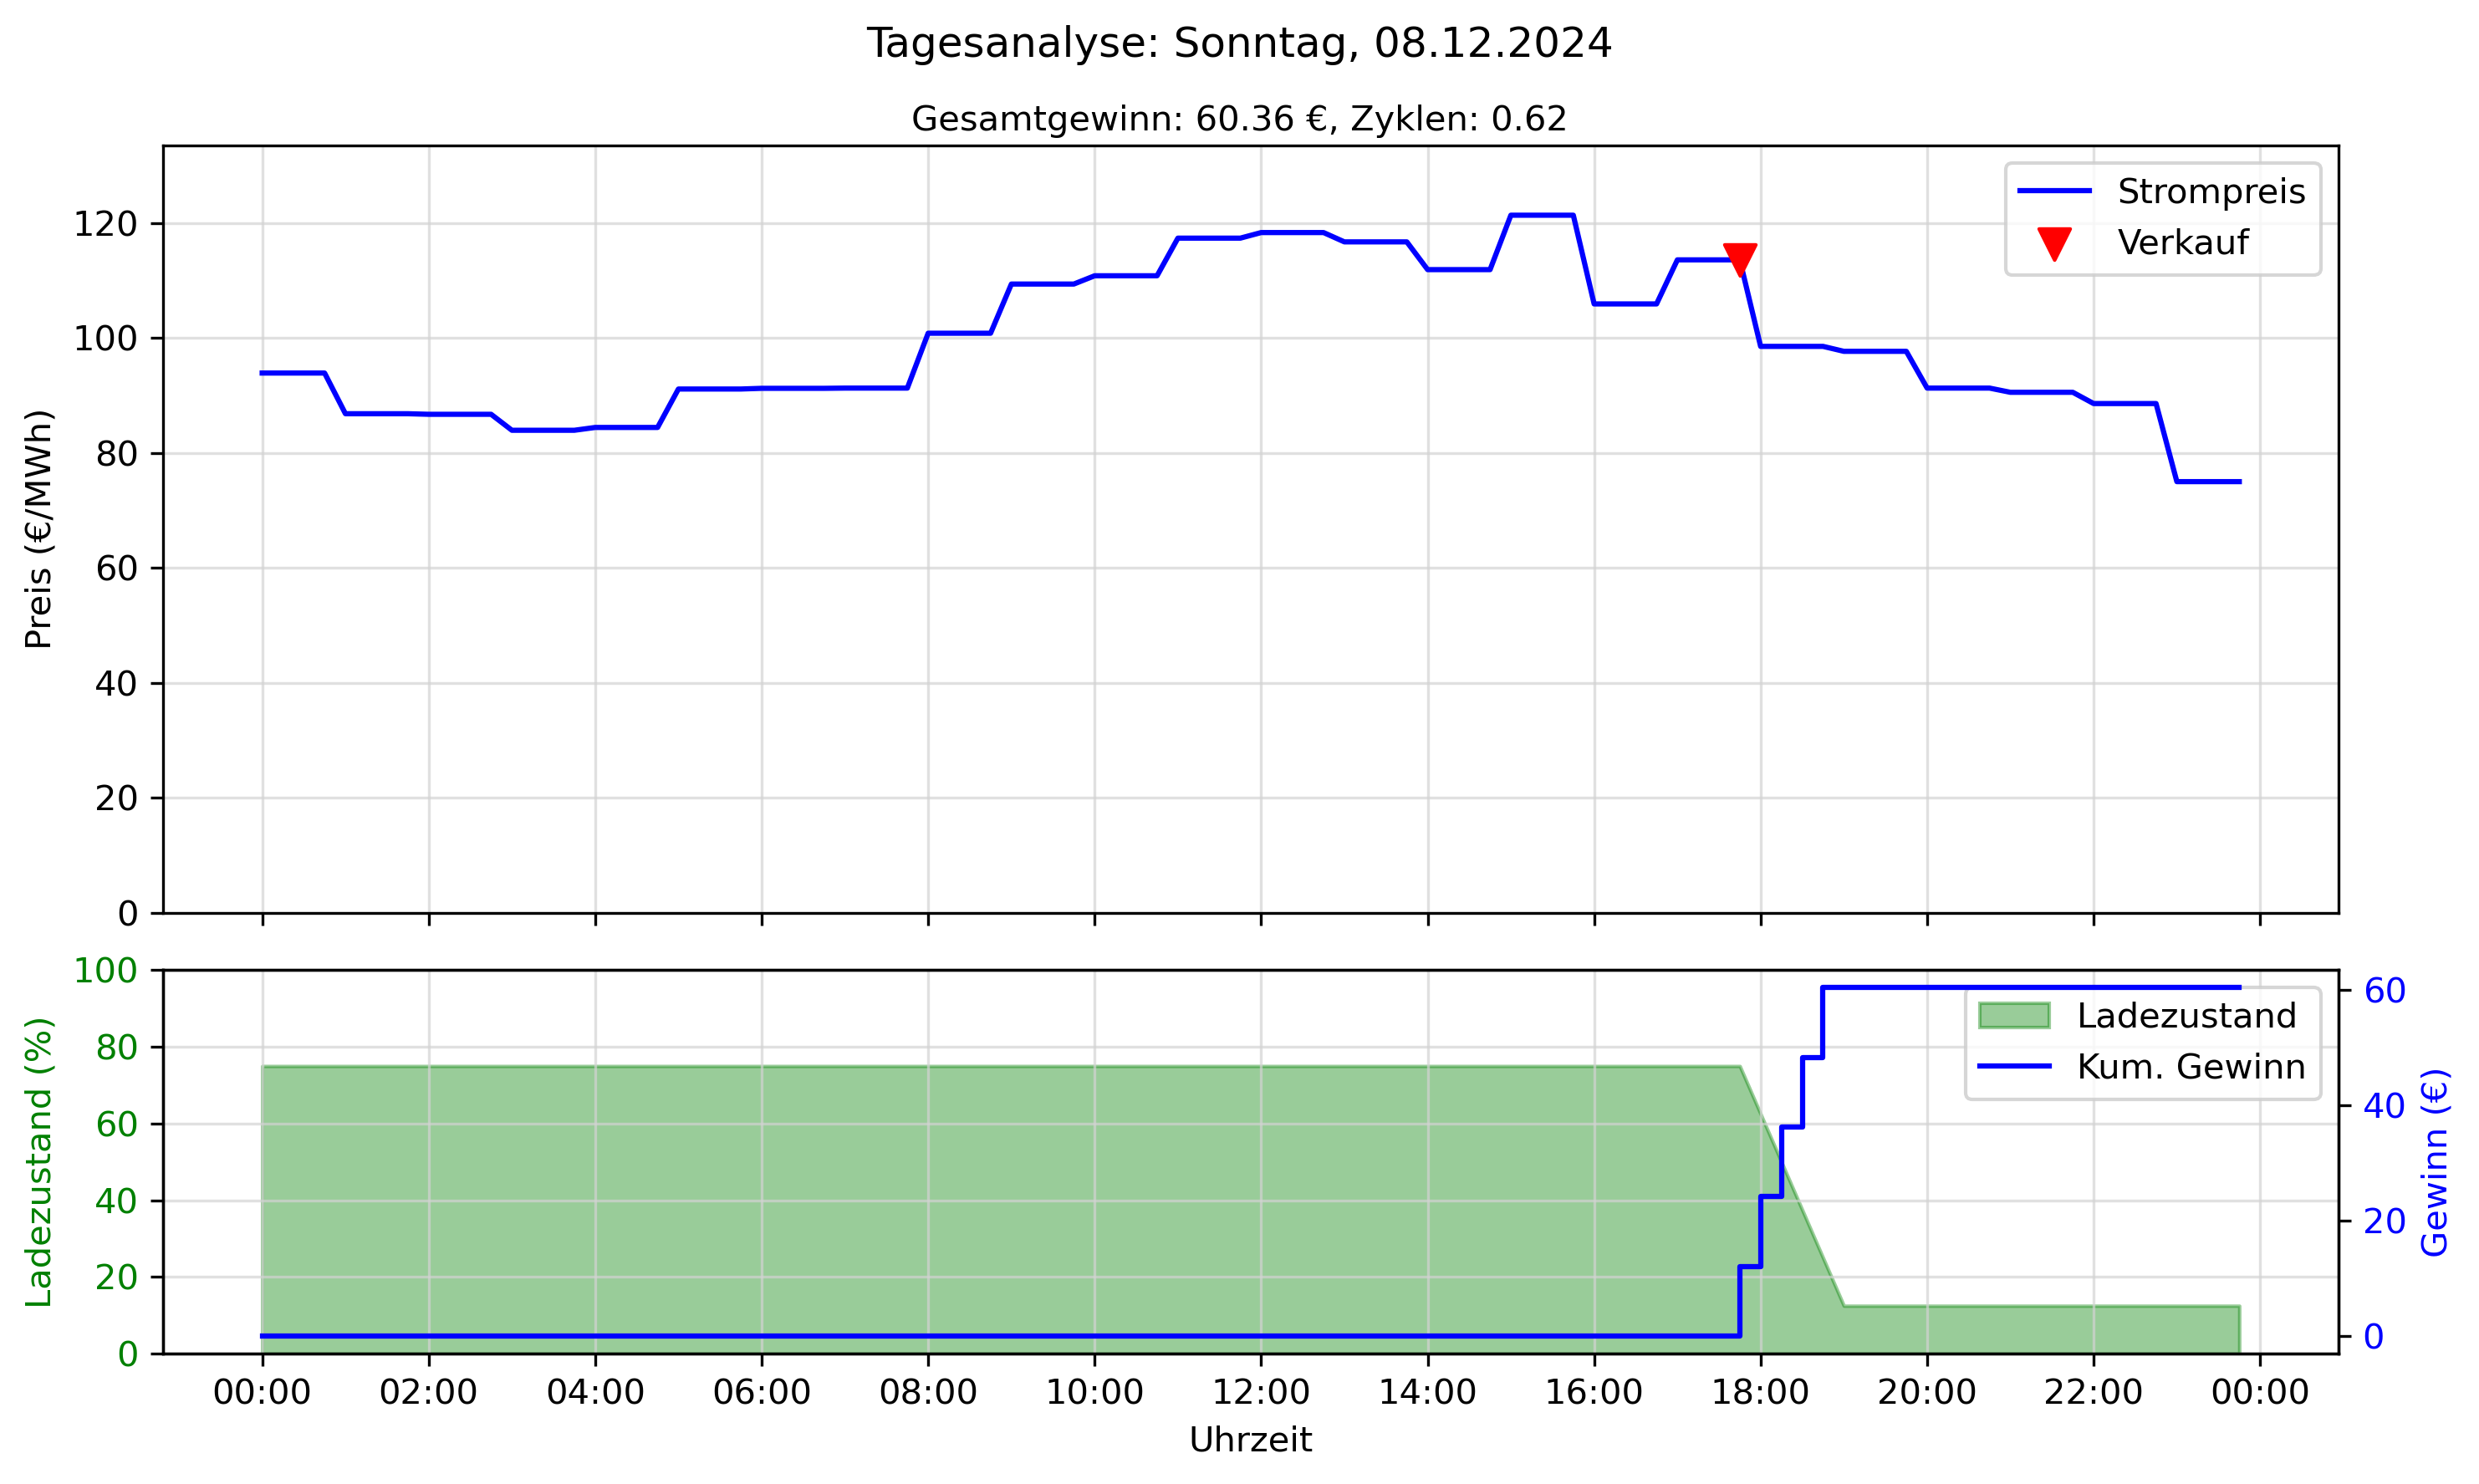 Tagesanalyse: Sonntag, 08.12.2024
Gesamtgewinn: 60.36 €, Zyklen: 0.62
Preis (€/MWh)
120
100
80
60
40
20
0
Strompreis
Verkauf
Ladezustand (%)
100
80
60
40
20
0
Ladezustand
Kum. Gewinn
60
40
20
0
Gewinn (€)
00:00 02:00 04:00 06:00 08:00 10:00 12:00 14:00 16:00 18:00 20:00 22:00 00:00
Uhrzeit